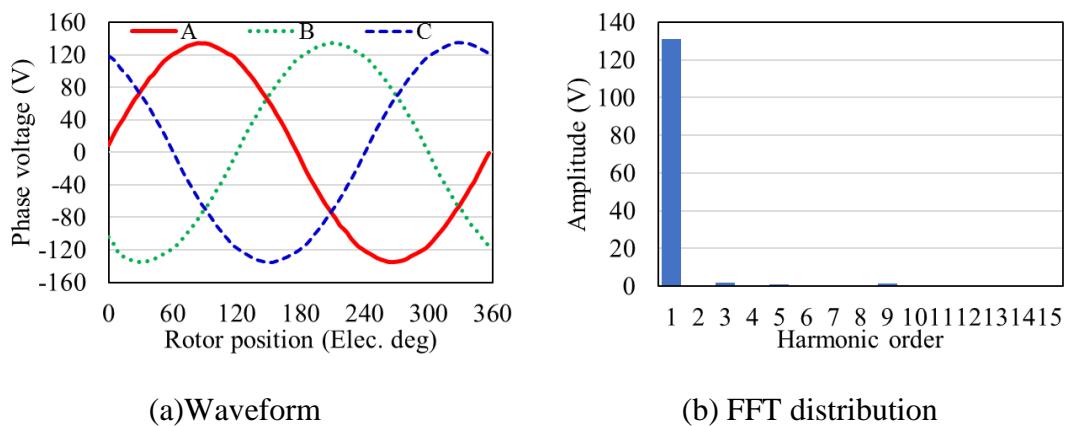 A B C
Phase voltage (V)
160
120
80
40
0
-40
-80
-120
-160
0 60 120 180 240 300 360
Rotor position (Elec. deg)
(a)Waveform
Amplitude (V)
140
120
100
80
60
40
20
0
1 2 3 4 5 6 7 8 9 10 11 12 13 14 15
Harmonic order
(b) FFT distribution